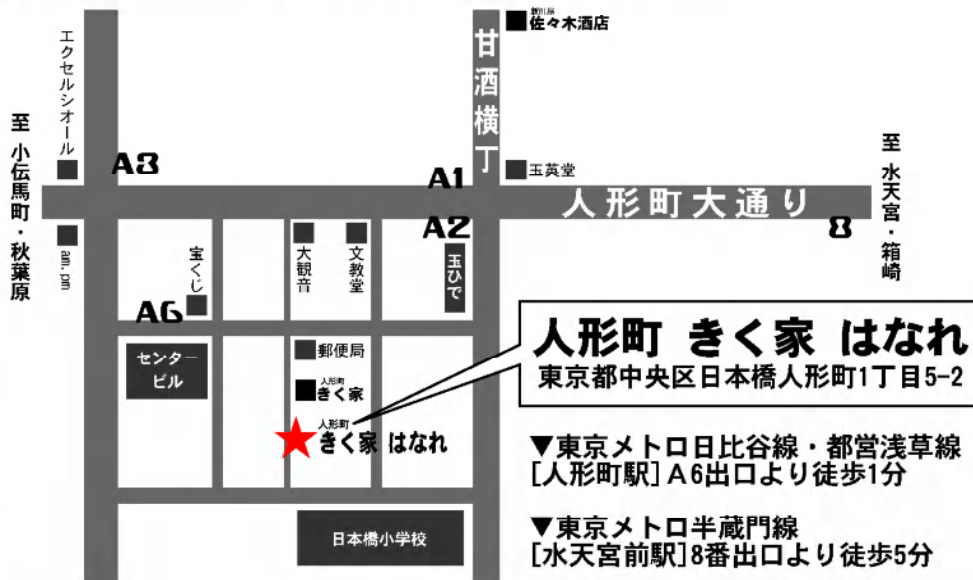 新川屋
佐々木酒店
エクセルシオール
甘酒横丁
至 小伝馬町・秋葉原
A3
A1
玉英堂
至 水天宮・箱崎
人形町大通り
8
A2
am.pm
宝くじ
大観音
文教堂
玉ひで
A6
センタービル
郵便局
人形町
きく家
人形町
きく家 はなれ
人形町 きく家 はなれ
東京都中央区日本橋人形町1丁目5-2
▼東京メトロ日比谷線・都営浅草線
[人形町駅]A6出口より徒歩1分
▼東京メトロ半蔵門線
[水天宮前駅]8番出口より徒歩5分
日本橋小学校